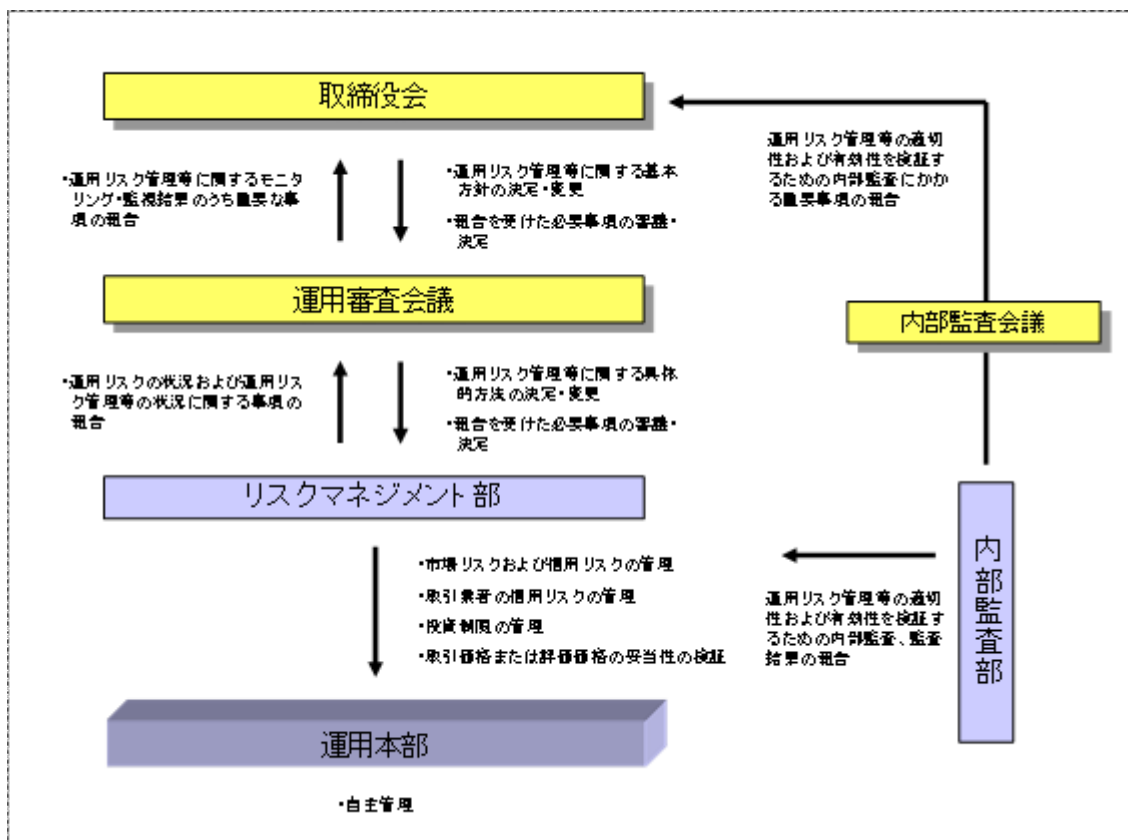 取締役会
・運用リスク管理等に関するモニタ
リング・監視結果のうち重要な事
項の報告
・運用リスク管理等に関する基本
方針の決定・変更
・報告を受けた必要事項の審議・
決定
運用リスク管理等の適切
性および有効性を検証す
るための内部監査にかか
る重要事項の報告
運用審査会議
内部監査会議
・運用リスクの状況および運用リス
ク管理等の状況に関する事項の
報告
・運用リスク管理等に関する具体
的方法の決定・変更
・報告を受けた必要事項の審議・
決定
リスクマネジメント部
・市場リスクおよび信用リスクの管理
・取引業者の信用リスクの管理
・投資制限の管理
・取引価格または評価価格の妥当性の検証
運用リスク管理等の適切
性および有効性を検証す
るための内部監査、監査
結果の報告
内部監査部
運用本部
・自主管理